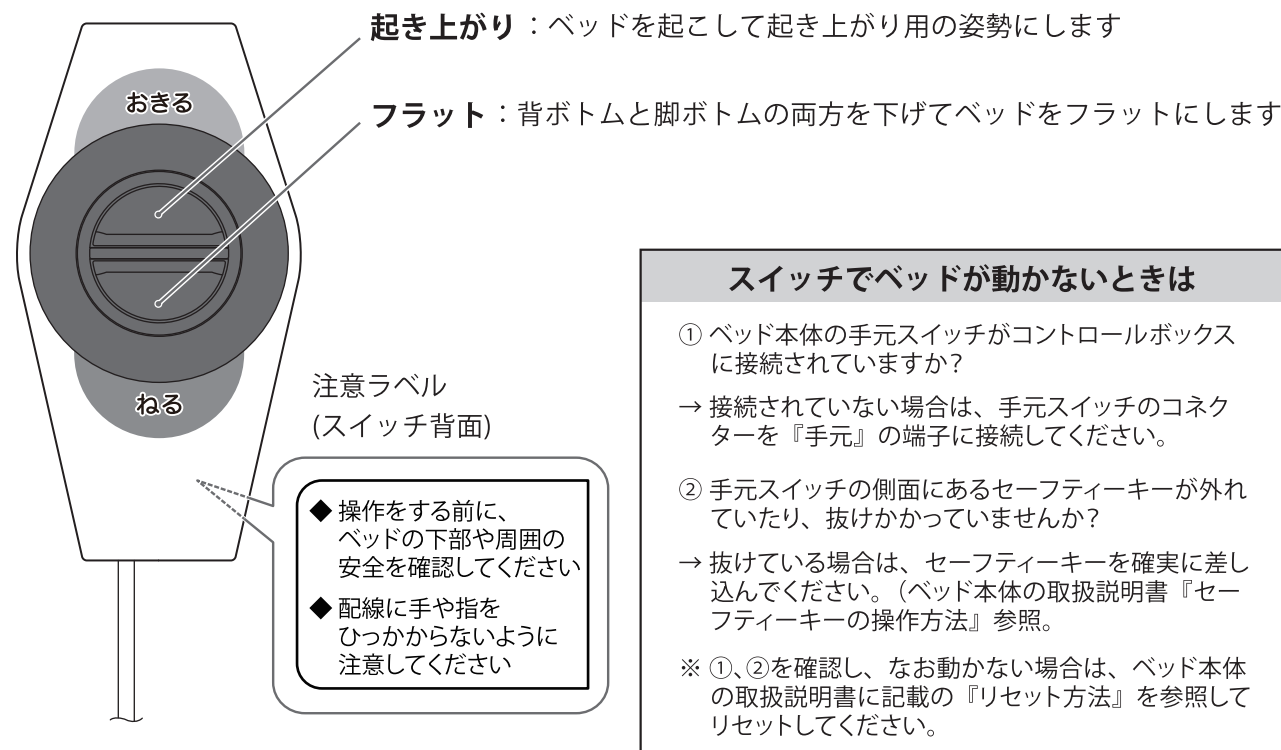 起き上がり：ベッドを起こして起き上がり用の姿勢にします
おきる
フラット：背ボトムと脚ボトムの両方を下げてベッドをフラットにします
ねる
注意ラベル
(スイッチ背面)
◆ 操作をする前に、
ベッドの下部や周囲の
安全を確認してください
◆ 配線に手や指を
ひっかからないように
注意してください
スイッチでベッドが動かないときは
① ベッド本体の手元スイッチがコントロールボックス
に接続されていますか?
→ 接続されていない場合は、手元スイッチのコネク
ターを『手元』の端子に接続してください。
② 手元スイッチの側面にあるセーフティーキーが外れ
ていたり、抜けかかっていませんか?
→ 抜けている場合は、セーフティーキーを確実に差し
込んでください。（ベッド本体の取扱説明書『セー
フティーキーの操作方法』参照。
※ ①、②を確認し、なお動かない場合は、ベッド本体
の取扱説明書に記載の『リセット方法』を参照して
リセットしてください。